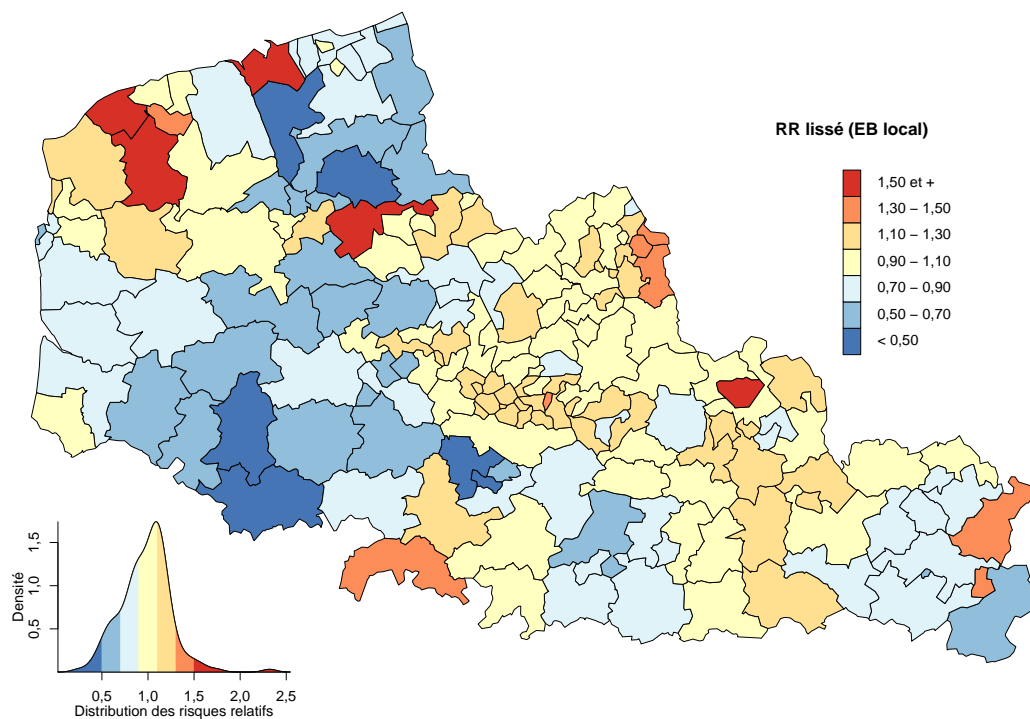 RR lissé (EB local)
1,50 et +
1,30 – 1,50
1,10 – 1,30
0,90 – 1,10
0,70 – 0,90
0,50 – 0,70
< 0,50
Densité
1,5
1,0
0,5
0,5 1,0 1,5 2,0 2,5
Distribution des risques relatifs